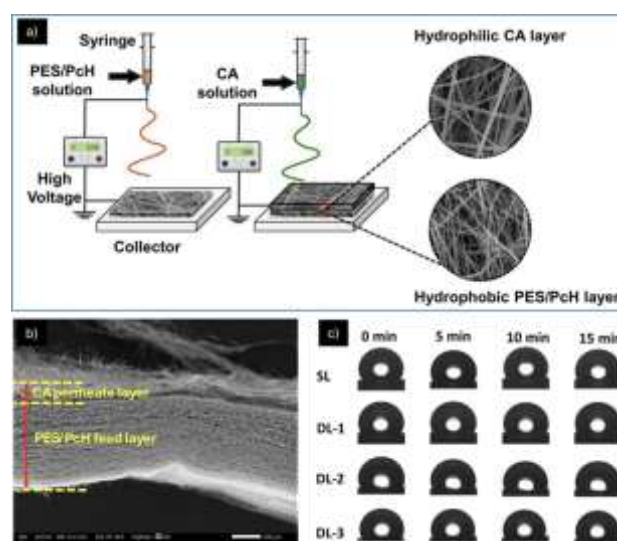 a)
Syringe
PES/PcH
solution
CA
solution
High
Voltage
Collector
Hydrophilic CA layer
Hydrophobic PES/PcH layer
b)
CA permeate layer
PES/PcH feed layer
c)
0 min 5 min 10 min 15 min
SL
DL-1
DL-2
DL-3